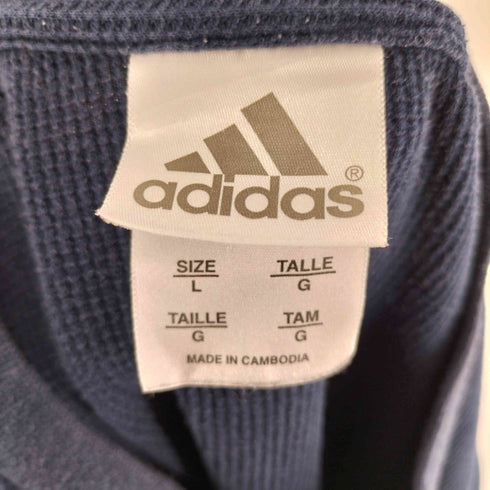 adidas®
SIZE TALLE
L G
TAILLE TAM
G G
MADE IN CAMBODIA